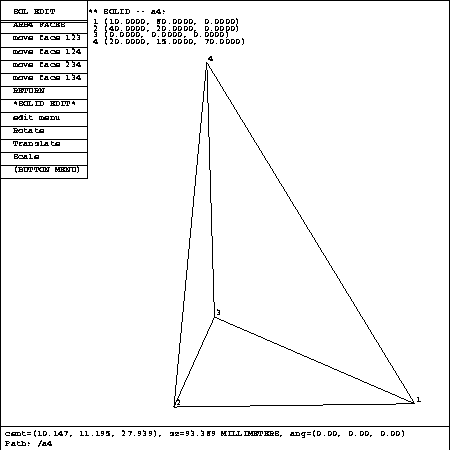 SOL EDIT
** SOLID -- a4:
ARB4 FACES
1 (10.0000, 60.0000, 0.0000)
move face 123
2 (40.0000, 20.0000, 0.0000)
3 (0.0000, 0.0000, 0.0000)
move face 124
4 (20.0000, 15.0000, 70.0000)
move face 234
move face 134
RETURN
*SOLID EDIT*
edit menu
Rotate
Translate
Scale
(BUTTON MENU)
4
3
2
1
cent=(10.147, 11.195, 27.939), sz=93.389 MILLIMETERS, ang=(0.00, 0.00, 0.00)
Path: /a4